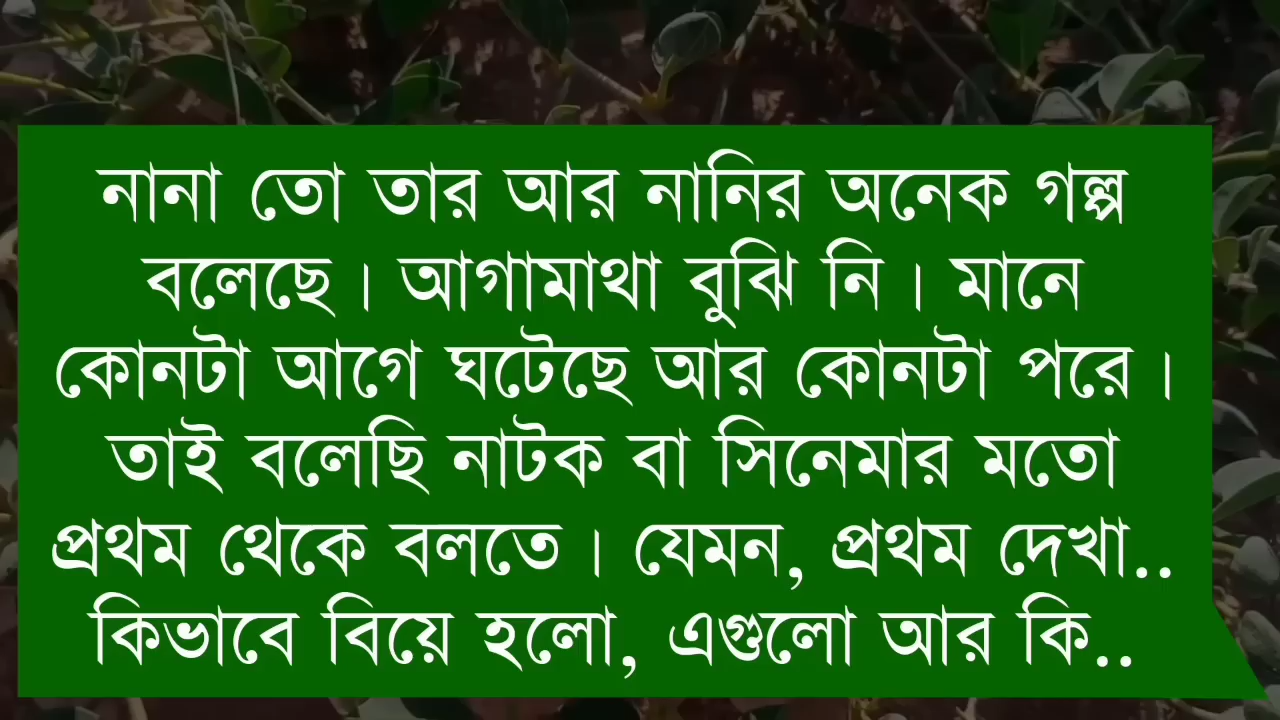 নানা তো তার আর নানির অনেক গল্প
বলেছে। আগামাথা বুঝি নি। মানে
কোনটা আগে ঘটেছে আর কোনটা পরে।
তাই বলেছি নাটক বা সিনেমার মতো
প্রথম থেকে বলতে। যেমন, প্রথম দেখা..
কিভাবে বিয়ে হলো, এগুলো আর কি..